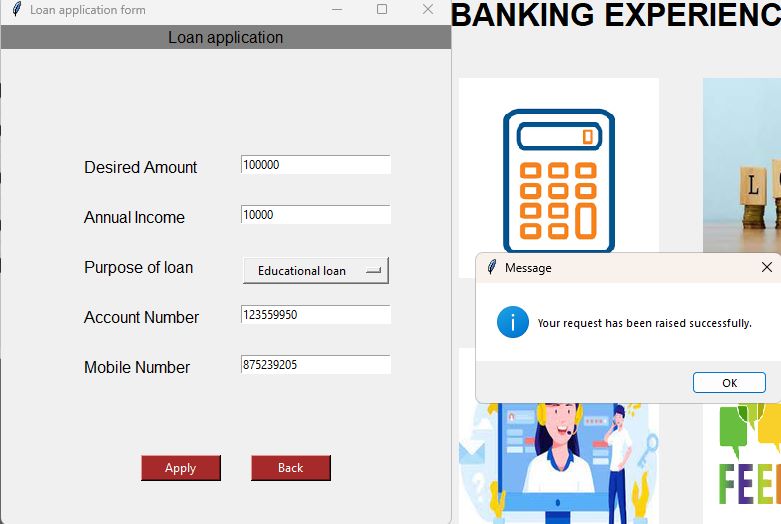 Loan application form
BANKING EXPERIENC
Loan application
Desired Amount
100000
Annual Income
10000
Purpose of loan
Educational loan
Account Number
123559950
Mobile Number
875239205
Apply
Back
L
Message
Your request has been raised successfully.
OK
FEE